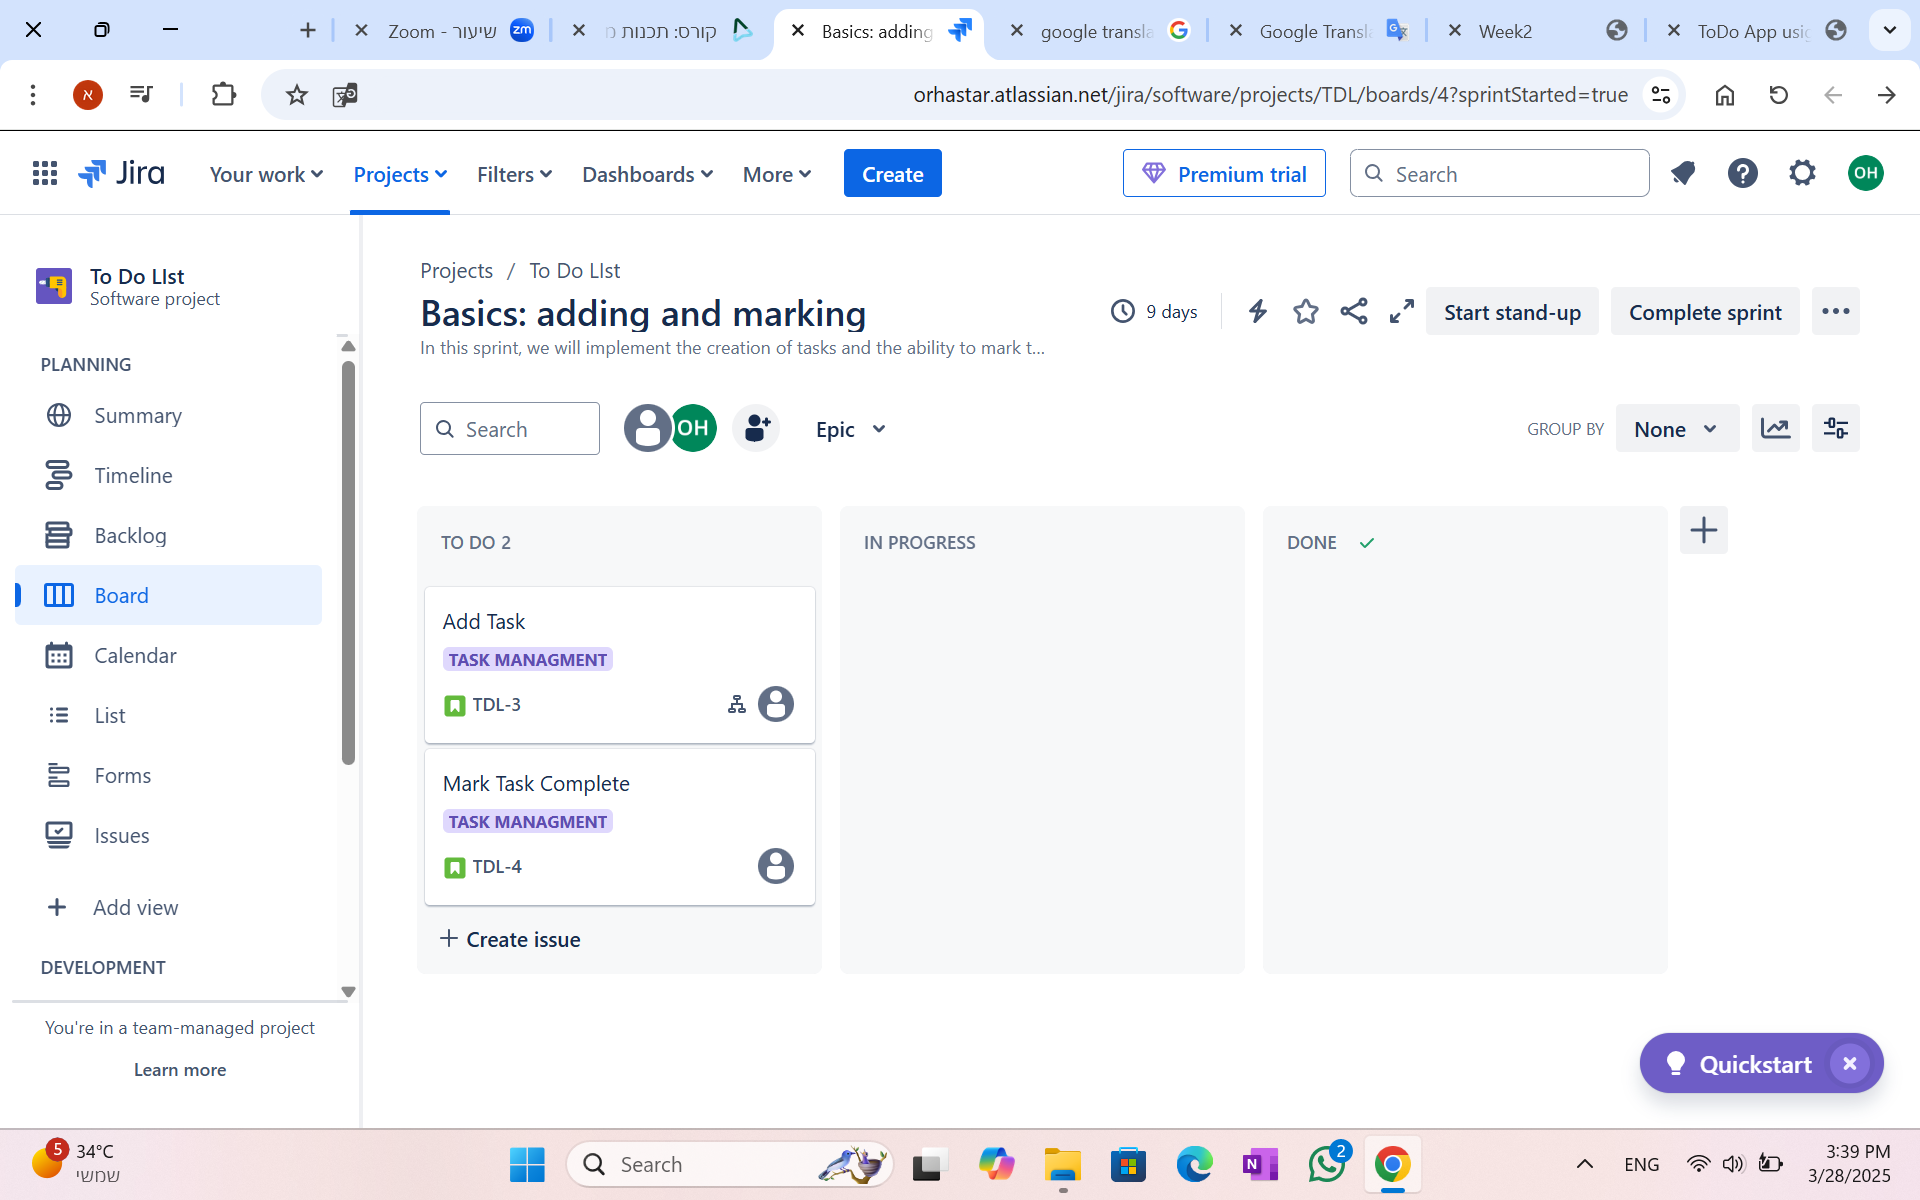 Zoom - שיעור
קורס: תכנות מ
Basics: adding
google transla
Google Transla
Week2
ToDo App usin
א
orhastar.atlassian.net/jira/software/projects/TDL/boards/4?sprintStarted=true
Jira
Your work
Projects
Filters
Dashboards
More
Create
Premium trial
Search
OH
To Do LIst
Software project
PLANNING
Summary
Timeline
Backlog
Board
Calendar
List
Forms
Issues
Add view
DEVELOPMENT
You're in a team-managed project
Learn more
Projects / To Do LIst
Basics: adding and marking
In this sprint, we will implement the creation of tasks and the ability to mark t...
9 days
Start stand-up
Complete sprint
Search
OH
Epic
GROUP BY
None
TO DO 2
Add Task
TASK MANAGMENT
TDL-3
Mark Task Complete
TASK MANAGMENT
TDL-4
Create issue
IN PROGRESS
DONE
Quickstart
5
34°C
שמשי
Search
2
ENG
3:39 PM
3/28/2025